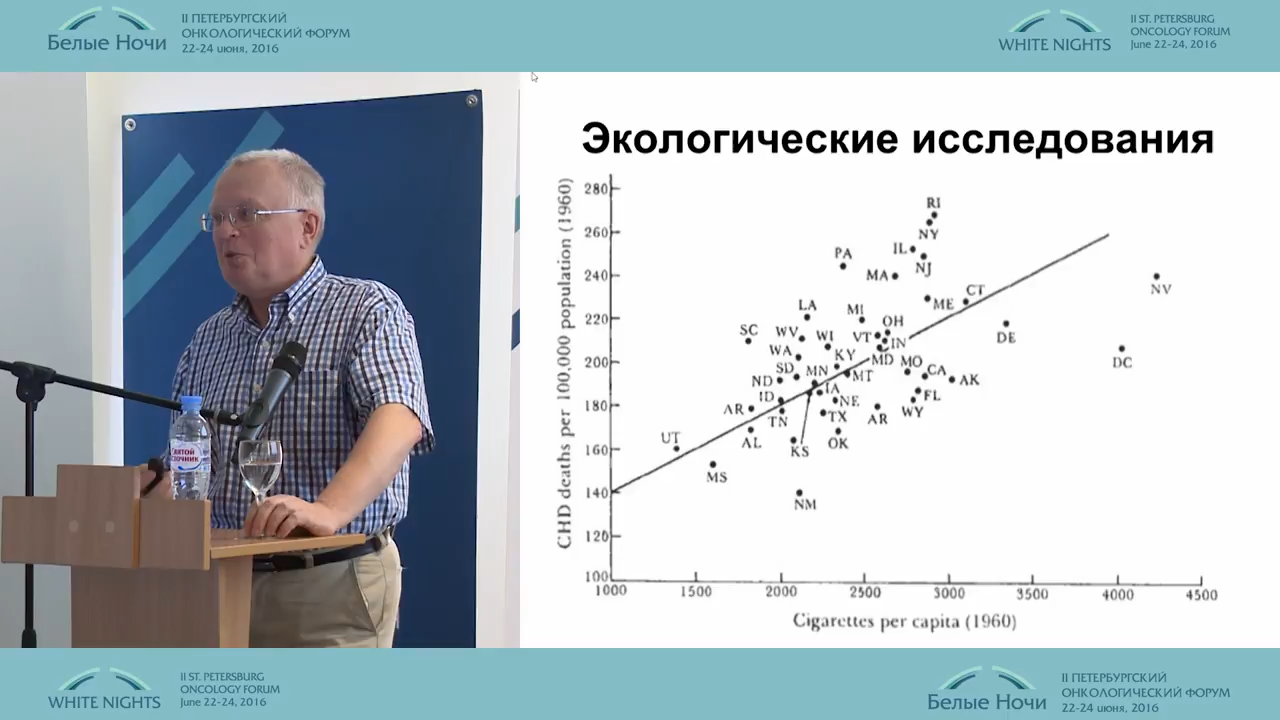 II ПЕТЕРБУРГСКИЙ
ОНКОЛОГИЧЕСКИЙ ФОРУМ
Белые Ночи
22-24 июня, 2016
II ST. PETERSBURG
ONCOLOGY FORUM
WHITE NIGHTS
June 22-24, 2016
Экологические исследования
CHD deaths per 100,000 population (1960)
280
260
240
220
200
180
160
140
120
100
RI
NY
IL
NJ
PA
MA
CT
NV
ME
LA
MI
OH
SC
WV
WI
VT
IN
DE
WA
KY
MD
MO
DC
SD
MN
MT
CA
AK
ND
IA
FL
ID
NE
WY
AR
TN
TX
AR
UT
AL
KS
OK
MS
NM
1000
1500
2000
2500
3000
3500
4000
4500
Cigarettes per capita (1960)
II ST. PETERSBURG
ONCOLOGY FORUM
WHITE NIGHTS
June 22-24, 2016
II ПЕТЕРБУРГСКИЙ
ОНКОЛОГИЧЕСКИЙ ФОРУМ
Белые Ночи
22-24 июня, 2016